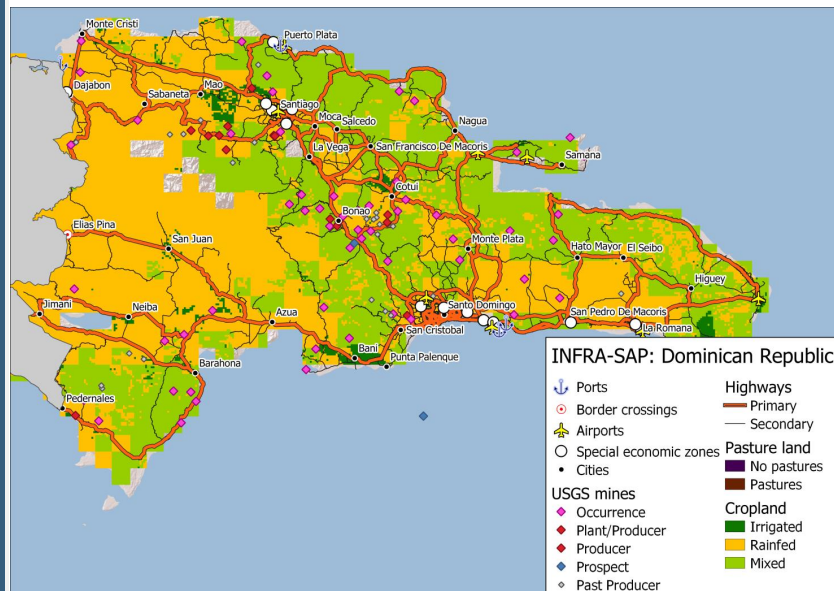 Monte Cristi
Puerto Plata
Dajabon
Sabaneta
Mao
Santiago
Moca
Salcedo
Nagua
La Vega
San Francisco De Macoris
Samana
Cotui
Bonao
Elias Pina
San Juan
Monte Plata
Hato Mayor
El Seibo
Higuey
Jimani
Neiba
Azua
Santo Domingo
San Pedro De Macoris
La Romana
San Cristobal
Bani
Punta Palenque
Barahona
Pedernales
INFRA-SAP: Dominican Republic
Ports
Border crossings
Airports
Special economic zones
Cities
USGS mines
Occurrence
Plant/Producer
Producer
Prospect
Past Producer
Highways
Primary
Secondary
Pasture land
No pastures
Pastures
Cropland
Irrigated
Rainfed
Mixed